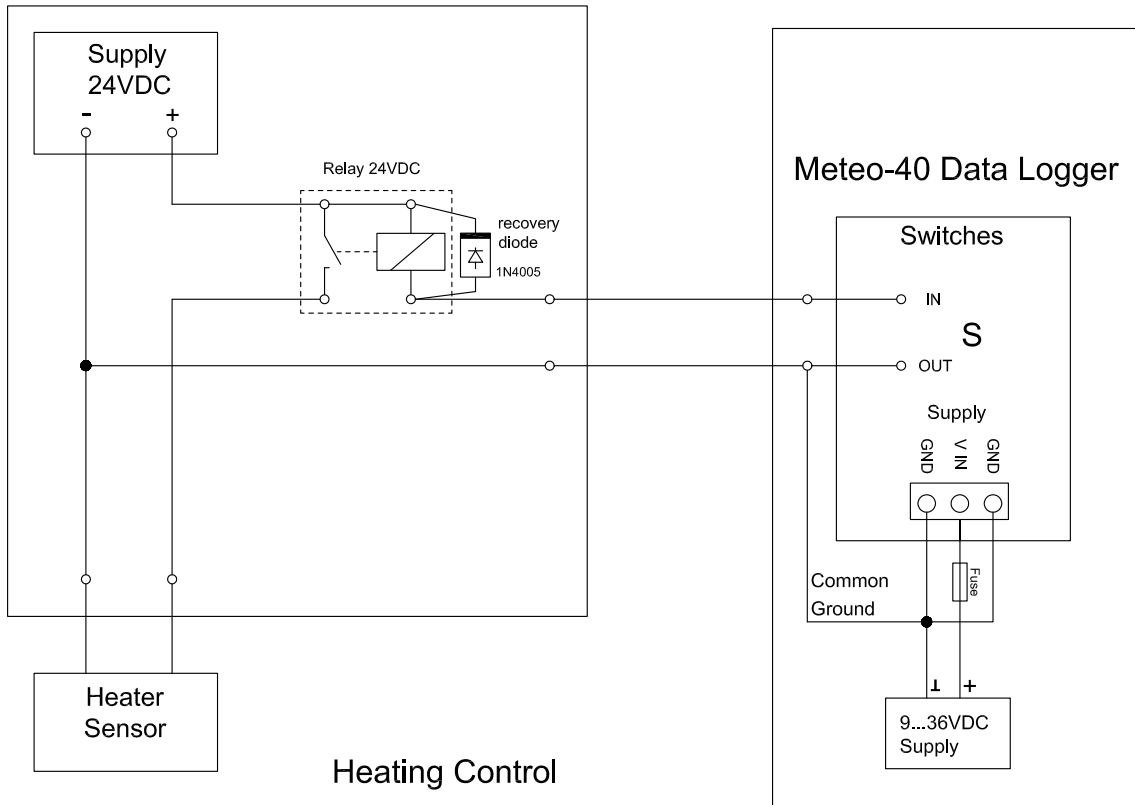 Supply
24VDC
- +
Relay 24VDC
recovery
diode
1N4005
Heater
Sensor
Heating Control
Meteo-40 Data Logger
Switches
IN
S
OUT
Supply
GND
V IN
GND
Fuse
Common
Ground
+
9...36VDC
Supply